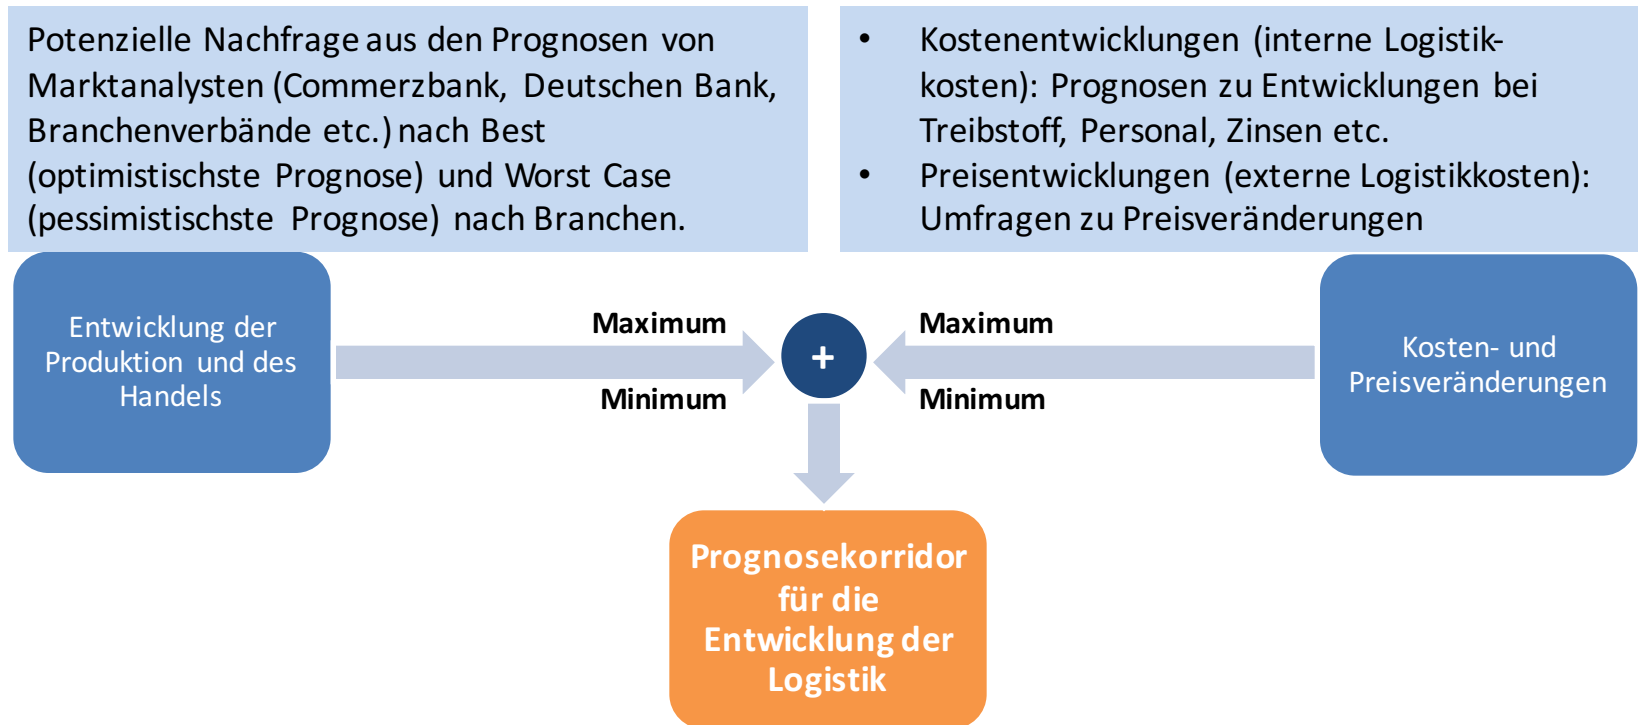 Potenzielle Nachfrage aus den Prognosen von
Marktanalysten (Commerzbank, Deutschen Bank,
Branchenverbände etc.) nach Best
(optimistischste Prognose) und Worst Case
(pessimistischste Prognose) nach Branchen.
• Kostenentwicklungen (interne Logistik-
kosten): Prognosen zu Entwicklungen bei
Treibstoff, Personal, Zinsen etc.
• Preisentwicklungen (externe Logistikkosten):
Umfragen zu Preisveränderungen
Entwicklung der
Produktion und des
Handels
Maximum
Minimum
+
Maximum
Minimum
Kosten- und
Preisveränderungen
Prognosekorridor
für die
Entwicklung der
Logistik